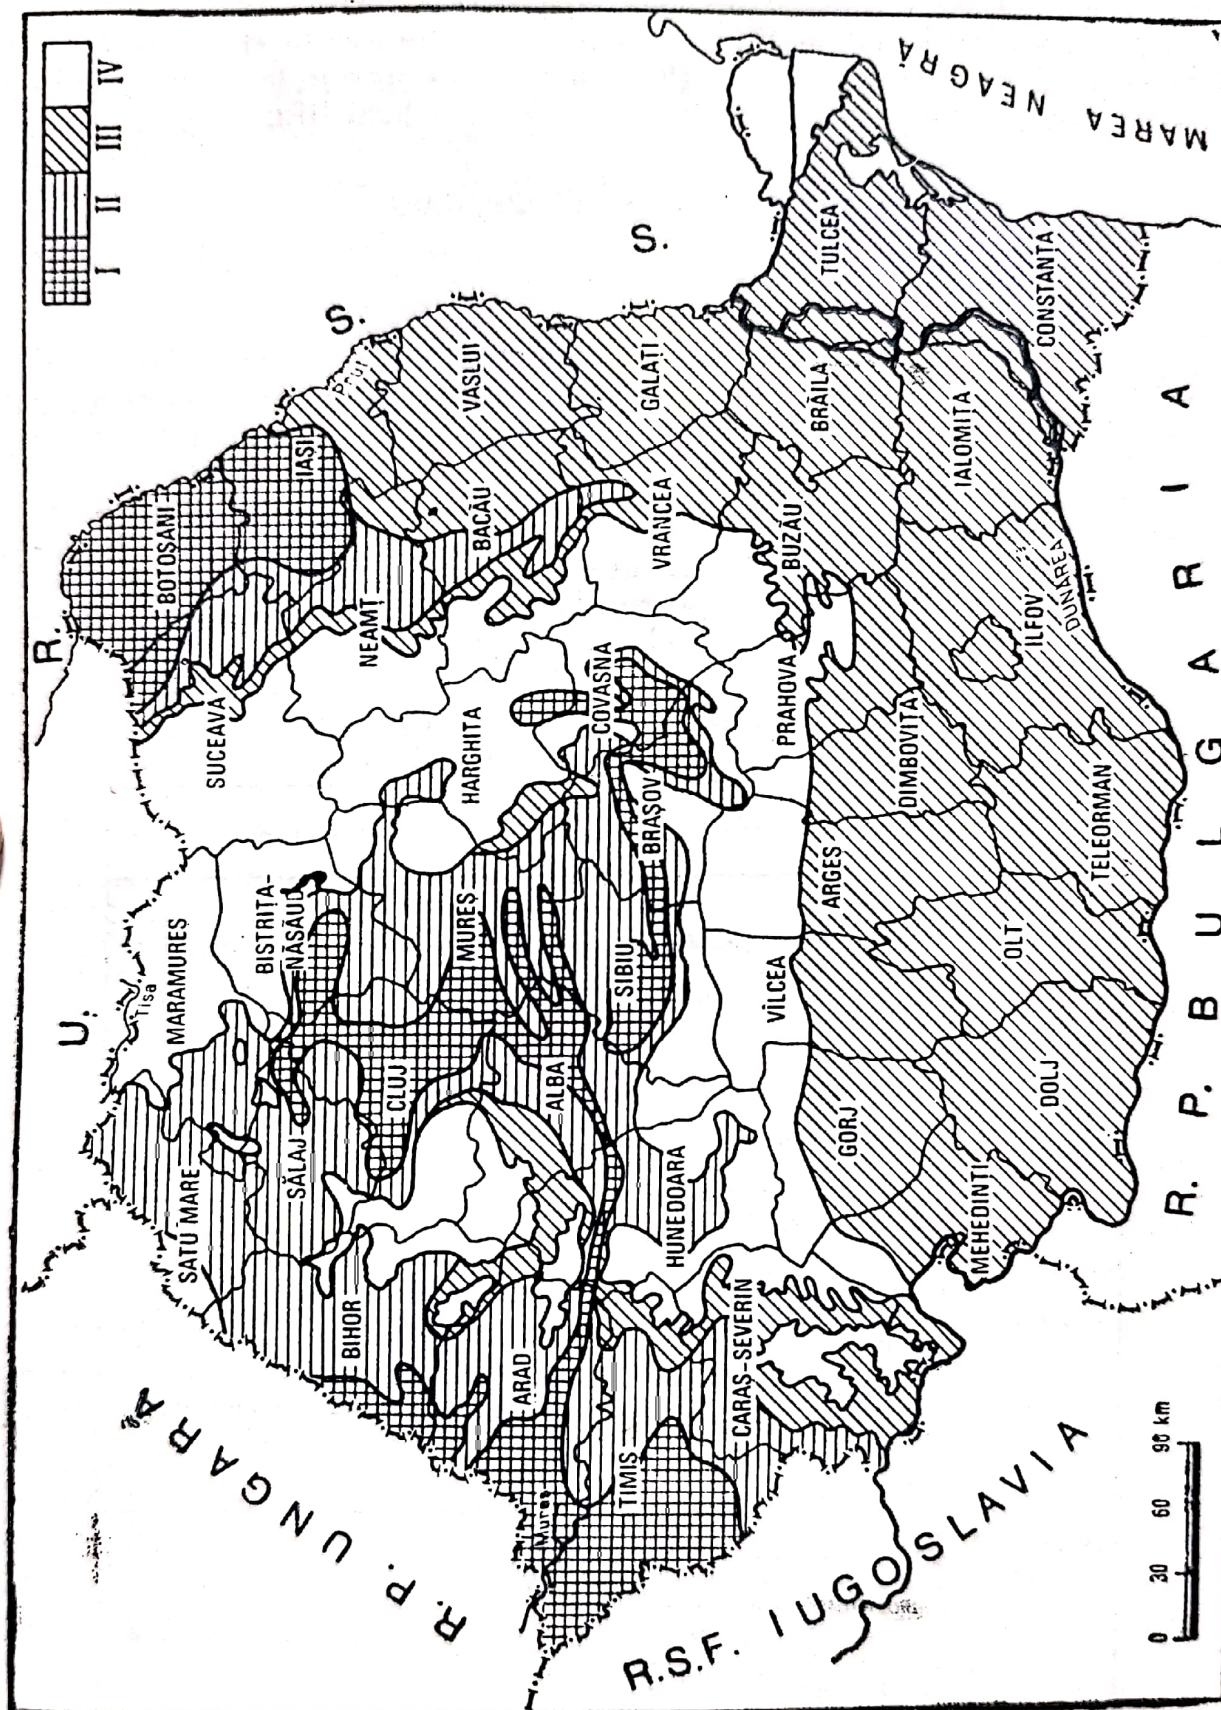 I II III IV
U. R. S. S.
MAREA NEAGRĂ
R.P. UNGARĂ
R.S.F. IUGOSLAVIA
R. P. BULGARIA
Tisa
MARAMUREȘ
SATU MARE
SUCEAVA
BOTOȘANI
IAȘI
Prut
BISTRIȚA-
NĂSĂUD
SĂLAJ
BIHOR
CLUJ
MUREȘ
HARGHITA
NEAMȚ
BACĂU
VASLUI
ARAD
ALBA
SIBIU
BRAȘOV
COVASNA
VRANCEA
GALAȚI
Mureș
TIMIȘ
HUNEDOARA
CARAȘ-SEVERIN
GORJ
VÎLCEA
ARGEȘ
DÎMBOVIȚA
PRAHOVA
BUZĂU
BRĂILA
TULCEA
MEHEDINȚI
DOLJ
OLT
TELEORMAN
ILFOV
DUNĂREA
IALOMIȚA
CONSTANȚA
0 30 60 90 km